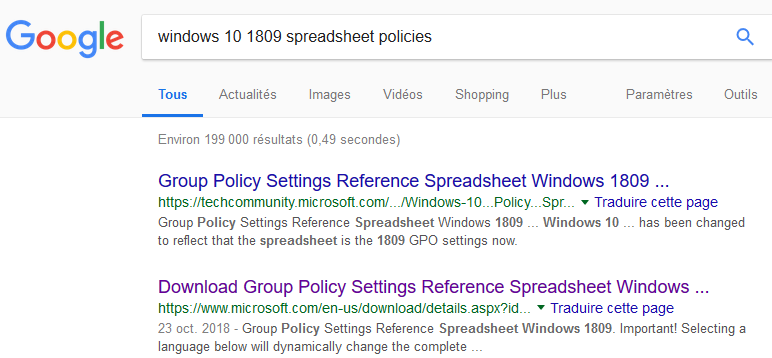 Google
windows 10 1809 spreadsheet policies
Tous Actualités Images Vidéos Shopping Plus Paramètres Outils
Environ 199 000 résultats (0,49 secondes)
Group Policy Settings Reference Spreadsheet Windows 1809 ...
https://techcommunity.microsoft.com/.../Windows-10...Policy...Spr... Traduire cette page
Group Policy Settings Reference Spreadsheet Windows 1809 ... Windows 10 ... has been changed
to reflect that the spreadsheet is the 1809 GPO settings now.
Download Group Policy Settings Reference Spreadsheet Windows ...
https://www.microsoft.com/en-us/download/details.aspx?id... Traduire cette page
23 oct. 2018 - Group Policy Settings Reference Spreadsheet Windows 1809. Important! Selecting a
language below will dynamically change the complete ...